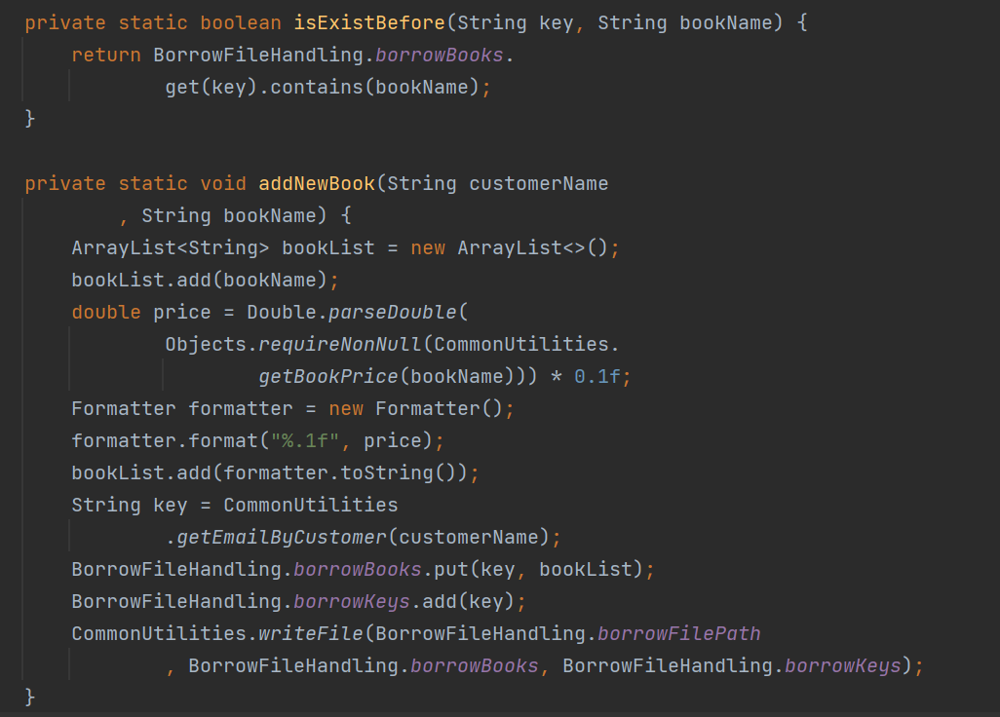 private static boolean isExistBefore(String key, String bookName) {
    return BorrowFileHandling.borrowBooks.
            get(key).contains(bookName);
}

private static void addNewBook(String customerName
        , String bookName) {
    ArrayList<String> bookList = new ArrayList<>();
    bookList.add(bookName);
    double price = Double.parseDouble(
            Objects.requireNonNull(CommonUtilities.
                    getBookPrice(bookName))) * 0.1f;
    Formatter formatter = new Formatter();
    formatter.format("%.1f", price);
    bookList.add(formatter.toString());
    String key = CommonUtilities
            .getEmailByCustomer(customerName);
    BorrowFileHandling.borrowBooks.put(key, bookList);
    BorrowFileHandling.borrowKeys.add(key);
    CommonUtilities.writeFile(BorrowFileHandling.borrowFilePath
            , BorrowFileHandling.borrowBooks, BorrowFileHandling.borrowKeys);
}